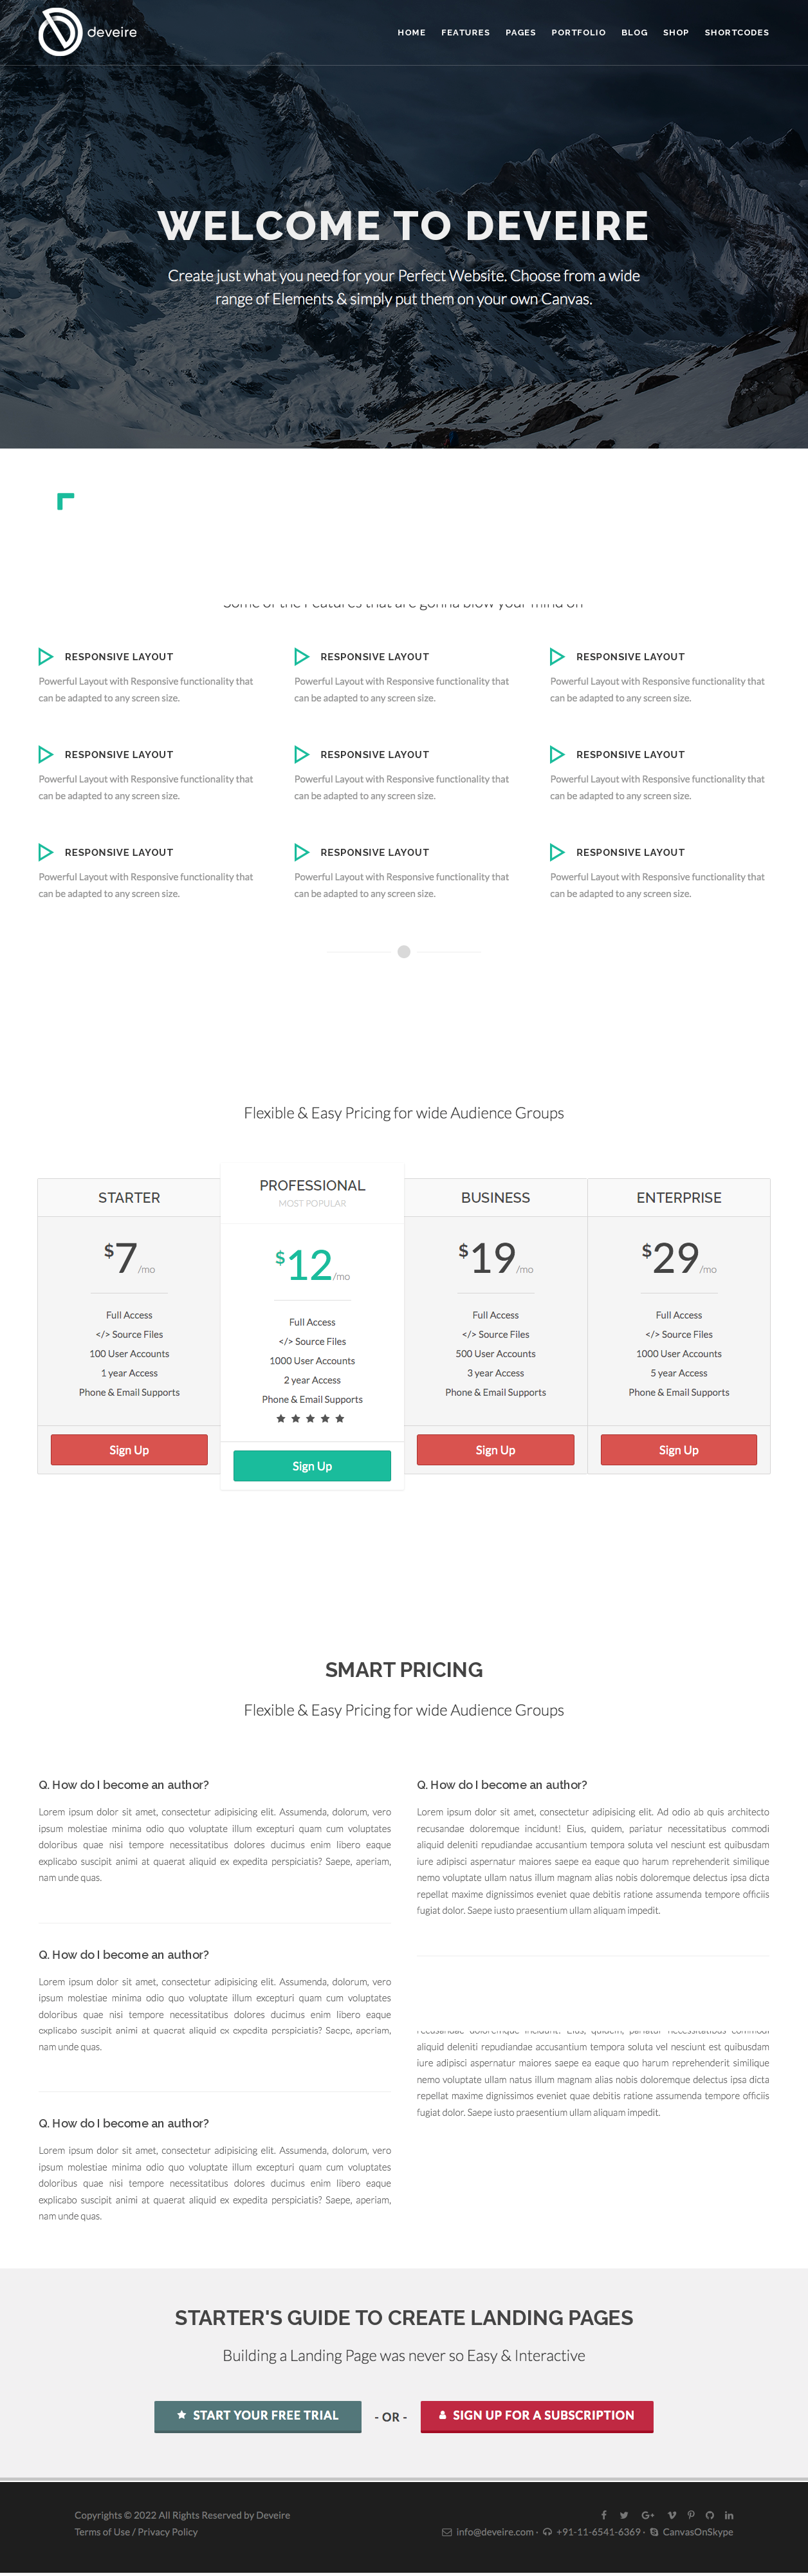 deveire
HOME FEATURES PAGES PORTFOLIO BLOG SHOP SHORTCODES
WELCOME TO DEVEIRE
Create just what you need for your Perfect Website. Choose from a wide
range of Elements & simply put them on your own Canvas.
Some of the Features that are gonna blow your mind off
RESPONSIVE LAYOUT
Powerful Layout with Responsive functionality that
can be adapted to any screen size.
RESPONSIVE LAYOUT
Powerful Layout with Responsive functionality that
can be adapted to any screen size.
RESPONSIVE LAYOUT
Powerful Layout with Responsive functionality that
can be adapted to any screen size.
RESPONSIVE LAYOUT
Powerful Layout with Responsive functionality that
can be adapted to any screen size.
RESPONSIVE LAYOUT
Powerful Layout with Responsive functionality that
can be adapted to any screen size.
RESPONSIVE LAYOUT
Powerful Layout with Responsive functionality that
can be adapted to any screen size.
RESPONSIVE LAYOUT
Powerful Layout with Responsive functionality that
can be adapted to any screen size.
RESPONSIVE LAYOUT
Powerful Layout with Responsive functionality that
can be adapted to any screen size.
RESPONSIVE LAYOUT
Powerful Layout with Responsive functionality that
can be adapted to any screen size.
Flexible & Easy Pricing for wide Audience Groups
STARTER
$7/mo
Full Access
</> Source Files
100 User Accounts
1 year Access
Phone & Email Supports
Sign Up
PROFESSIONAL
MOST POPULAR
$12/mo
Full Access
</> Source Files
1000 User Accounts
2 year Access
Phone & Email Supports
★ ★ ★ ★ ★
Sign Up
BUSINESS
$19/mo
Full Access
</> Source Files
500 User Accounts
3 year Access
Phone & Email Supports
Sign Up
ENTERPRISE
$29/mo
Full Access
</> Source Files
1000 User Accounts
5 year Access
Phone & Email Supports
Sign Up
SMART PRICING
Flexible & Easy Pricing for wide Audience Groups
Q. How do I become an author?
Lorem ipsum dolor sit amet, consectetur adipisicing elit. Assumenda, dolorum, vero
ipsum molestiae minima odio quo voluptate illum excepturi quam cum voluptates
doloribus quae nisi tempore necessitatibus dolores ducimus enim libero eaque
explicabo suscipit animi at quaerat aliquid ex expedita perspiciatis? Saepe, aperiam,
nam unde quas.
Q. How do I become an author?
Lorem ipsum dolor sit amet, consectetur adipisicing elit. Assumenda, dolorum, vero
ipsum molestiae minima odio quo voluptate illum excepturi quam cum voluptates
doloribus quae nisi tempore necessitatibus dolores ducimus enim libero eaque
explicabo suscipit animi at quaerat aliquid ex expedita perspiciatis? Saepe, aperiam,
nam unde quas.
Q. How do I become an author?
Lorem ipsum dolor sit amet, consectetur adipisicing elit. Assumenda, dolorum, vero
ipsum molestiae minima odio quo voluptate illum excepturi quam cum voluptates
doloribus quae nisi tempore necessitatibus dolores ducimus enim libero eaque
explicabo suscipit animi at quaerat aliquid ex expedita perspiciatis? Saepe, aperiam,
nam unde quas.
Q. How do I become an author?
Lorem ipsum dolor sit amet, consectetur adipisicing elit. Ad odio ab quis architecto
recusandae doloremque incidunt! Eius, quidem, pariatur necessitatibus commodi
aliquid deleniti repudiandae accusantium tempora soluta vel nesciunt est quibusdam
iure adipisci aspernatur maiores saepe ea eaque quo harum reprehenderit similique
nemo voluptate ullam natus illum magnam alias nobis doloremque delectus ipsa dicta
repellat maxime dignissimos eveniet quae debitis ratione assumenda tempore officiis
fugiat dolor. Saepe iusto praesentium ullam aliquam impedit.
recusandae doloremque incidunt! Eius, quidem, pariatur necessitatibus commodi
aliquid deleniti repudiandae accusantium tempora soluta vel nesciunt est quibusdam
iure adipisci aspernatur maiores saepe ea eaque quo harum reprehenderit similique
nemo voluptate ullam natus illum magnam alias nobis doloremque delectus ipsa dicta
repellat maxime dignissimos eveniet quae debitis ratione assumenda tempore officiis
fugiat dolor. Saepe iusto praesentium ullam aliquam impedit.
STARTER'S GUIDE TO CREATE LANDING PAGES
Building a Landing Page was never so Easy & Interactive
★ START YOUR FREE TRIAL
- OR -
SIGN UP FOR A SUBSCRIPTION
Copyrights © 2022 All Rights Reserved by Deveire
Terms of Use / Privacy Policy
info@deveire.com · +91-11-6541-6369 · CanvasOnSkype